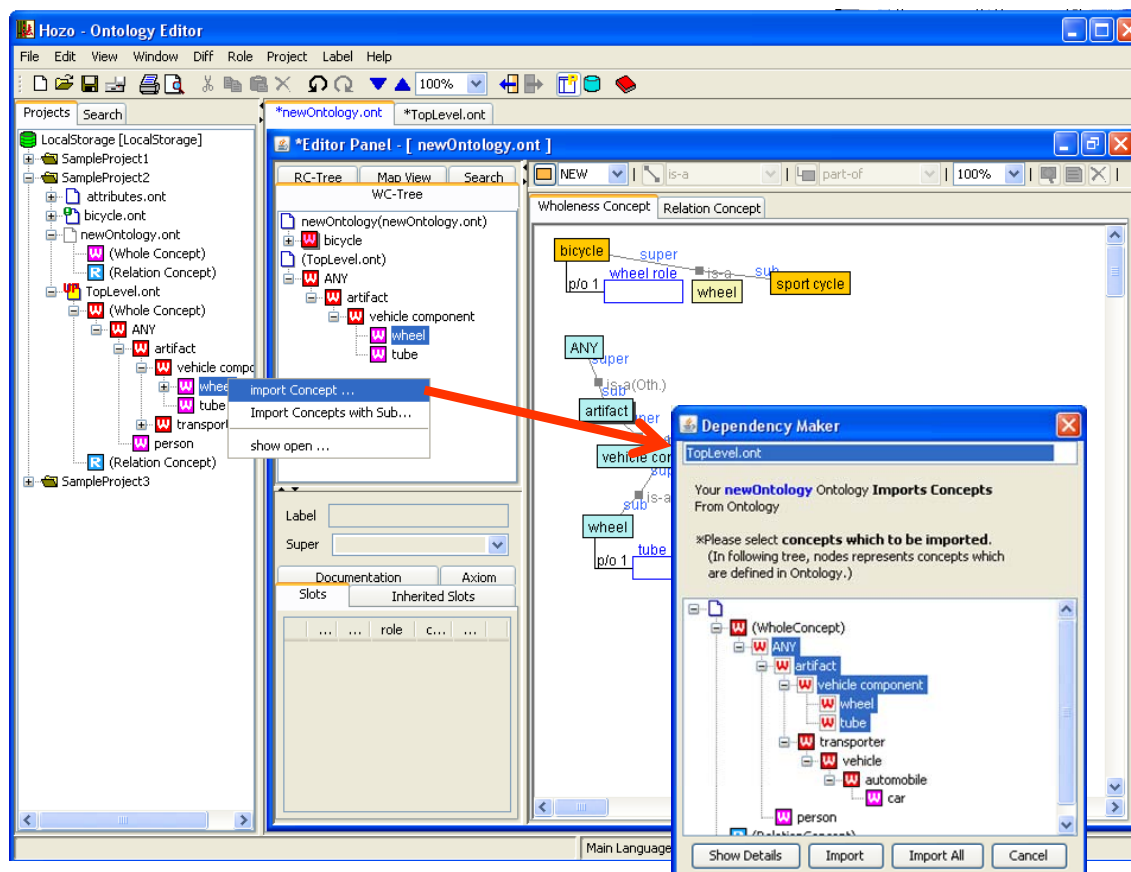 Hozo - Ontology Editor
File Edit View Window Diff Role Project Label Help
100%
Projects Search
*newOntology.ont *TopLevel.ont
LocalStorage [LocalStorage]
SampleProject1
SampleProject2
attributes.ont
bicycle.ont
newOntology.ont
W (Whole Concept)
R (Relation Concept)
TopLevel.ont
W (Whole Concept)
W ANY
W artifact
W vehicle compo
W whee
W tube
W transport
W person
R (Relation Concept)
SampleProject3
import Concept ...
Import Concepts with Sub...
show open ...
*Editor Panel - [ newOntology.ont ]
RC-Tree Map View Search
WC-Tree
newOntology(newOntology.ont)
W bicycle
(TopLevel.ont)
W ANY
W artifact
W vehicle component
W wheel
W tube
Label
Super
Documentation Axiom
Slots Inherited Slots
... ... role c... ...
NEW is-a part-of 100%
Wholeness Concept Relation Concept
bicycle
super
wheel role is-a sub
p/o 1 wheel sport cycle
ANY
super
is-a(Oth.)
sub
artifact
vehicle cor
sub is-a
wheel
p/o 1 tube
Main Language
Dependency Maker
TopLevel.ont
Your newOntology Ontology Imports Concepts
From Ontology
※Please select concepts which to be imported.
(In following tree, nodes represents concepts which
are defined in Ontology.)
W (WholeConcept)
W ANY
W artifact
W vehicle component
W wheel
W tube
W transporter
W vehicle
W automobile
W car
W person
R (RelationConcept)
Show Details Import Import All Cancel